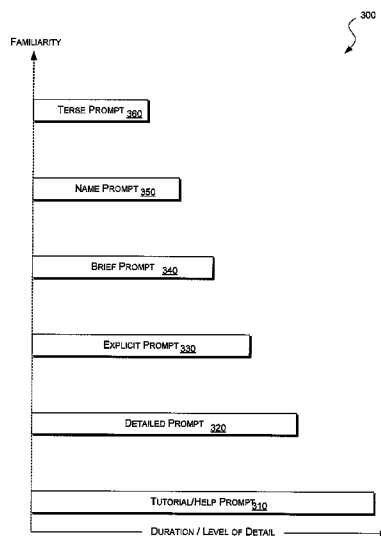 300
FAMILIARITY
TERSE PROMPT 360
NAME PROMPT 350
BRIEF PROMPT 340
EXPLICIT PROMPT 330
DETAILED PROMPT 320
TUTORIAL/HELP PROMPT 310
DURATION / LEVEL OF DETAIL